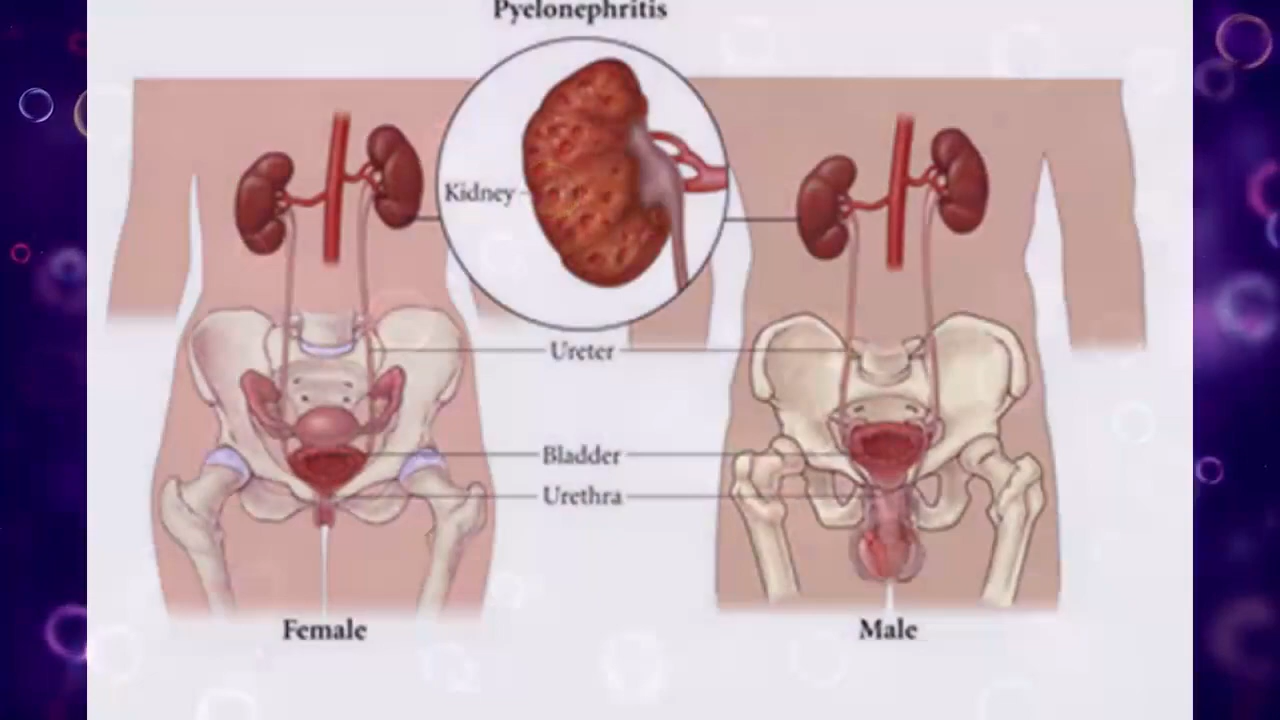 Pyelonephritis
Kidney
Ureter
Bladder
Urethra
Female
Male